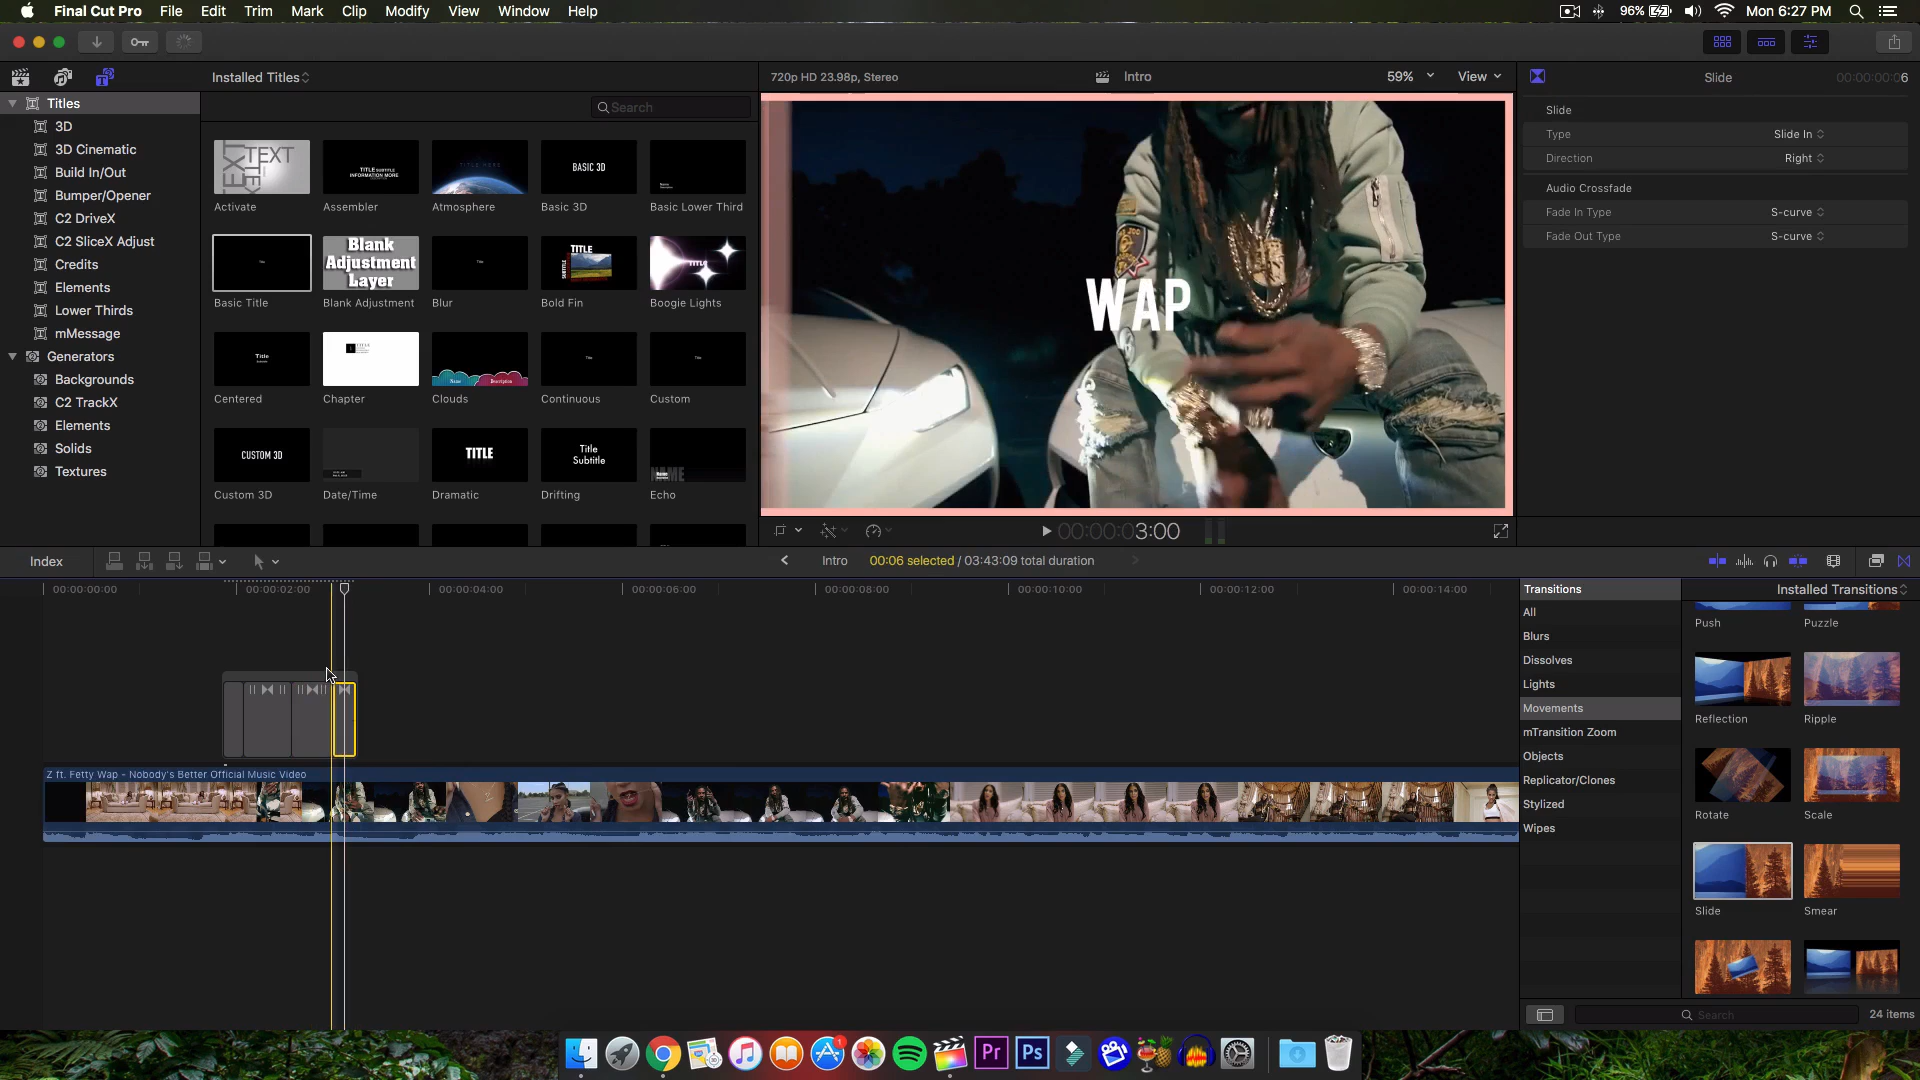 Final Cut Pro File Edit Trim Mark Clip Modify View Window Help
96% Mon 6:27 PM
Installed Titles
720p HD 23.98p, Stereo
Intro
59%
View
Slide
00:00:00:06
Titles
3D
3D Cinematic
Build In/Out
Bumper/Opener
C2 DriveX
C2 SliceX Adjust
Credits
Elements
Lower Thirds
mMessage
Generators
Backgrounds
C2 TrackX
Elements
Solids
Textures
Search
Activate
Assembler
Atmosphere
BASIC 3D
Basic 3D
Basic Lower Third
Basic Title
Blank
Adjustment
Layer
Blank Adjustment
Blur
Bold Fin
Boogie Lights
Centered
Chapter
Clouds
Continuous
Custom
CUSTOM 3D
Custom 3D
Date/Time
TITLE
Dramatic
Title
Subtitle
Drifting
Echo
WAP
Slide
Type Slide In
Direction Right
Audio Crossfade
Fade In Type S-curve
Fade Out Type S-curve
00:00:03:00
Index
Intro
00:06 selected / 03:43:09 total duration
00:00:00:00
00:00:02:00
00:00:04:00
00:00:06:00
00:00:08:00
00:00:10:00
00:00:12:00
00:00:14:00
Z ft. Fetty Wap - Nobody's Better Official Music Video
Transitions
All
Blurs
Dissolves
Lights
Movements
mTransition Zoom
Objects
Replicator/Clones
Stylized
Wipes
Installed Transitions
Push
Puzzle
Reflection
Ripple
Rotate
Scale
Slide
Smear
Search
24 items
Pr
Ps